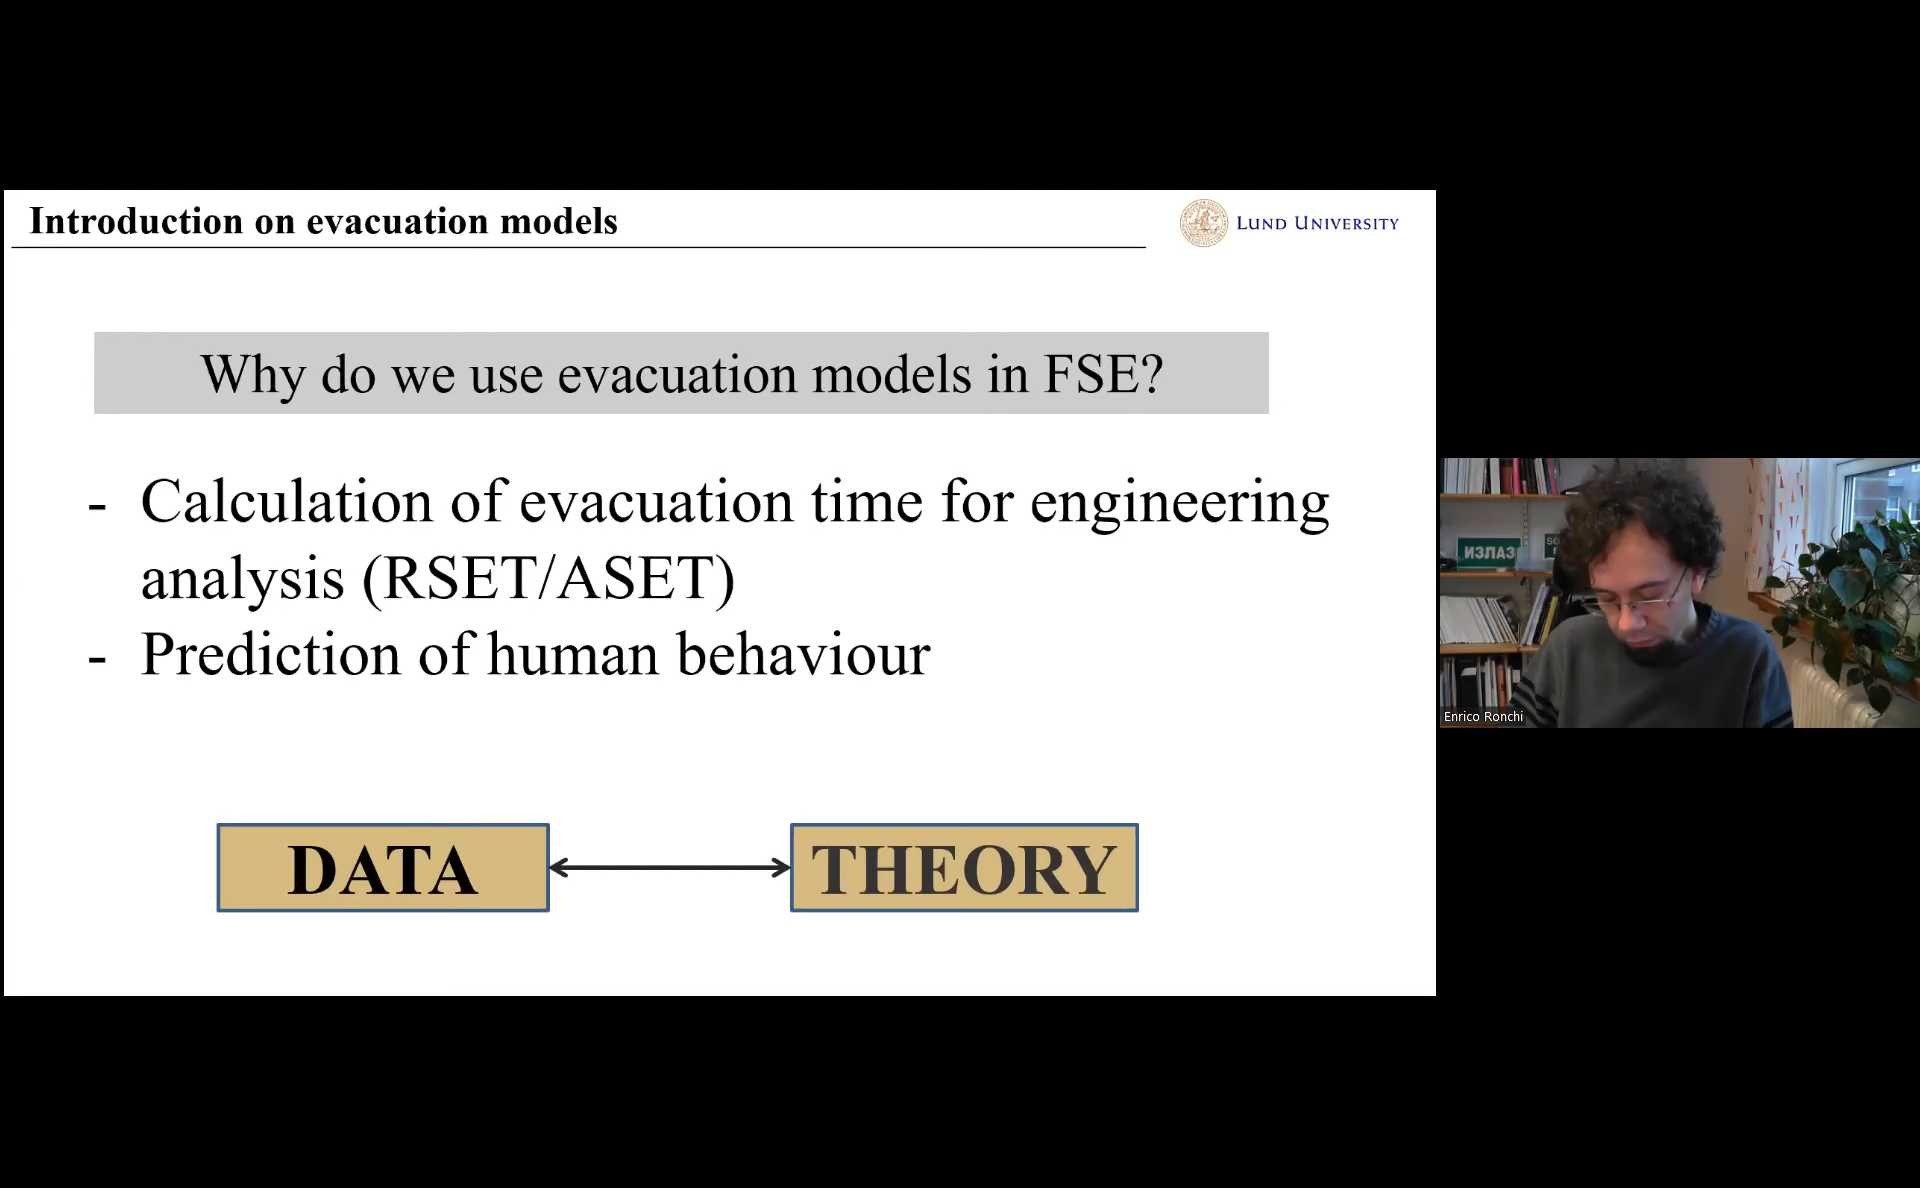 Introduction on evacuation models
LUND UNIVERSITY
Why do we use evacuation models in FSE?
- Calculation of evacuation time for engineering
analysis (RSET/ASET)
- Prediction of human behaviour
DATA
THEORY
ИЗЛАЗ
Enrico Ronchi